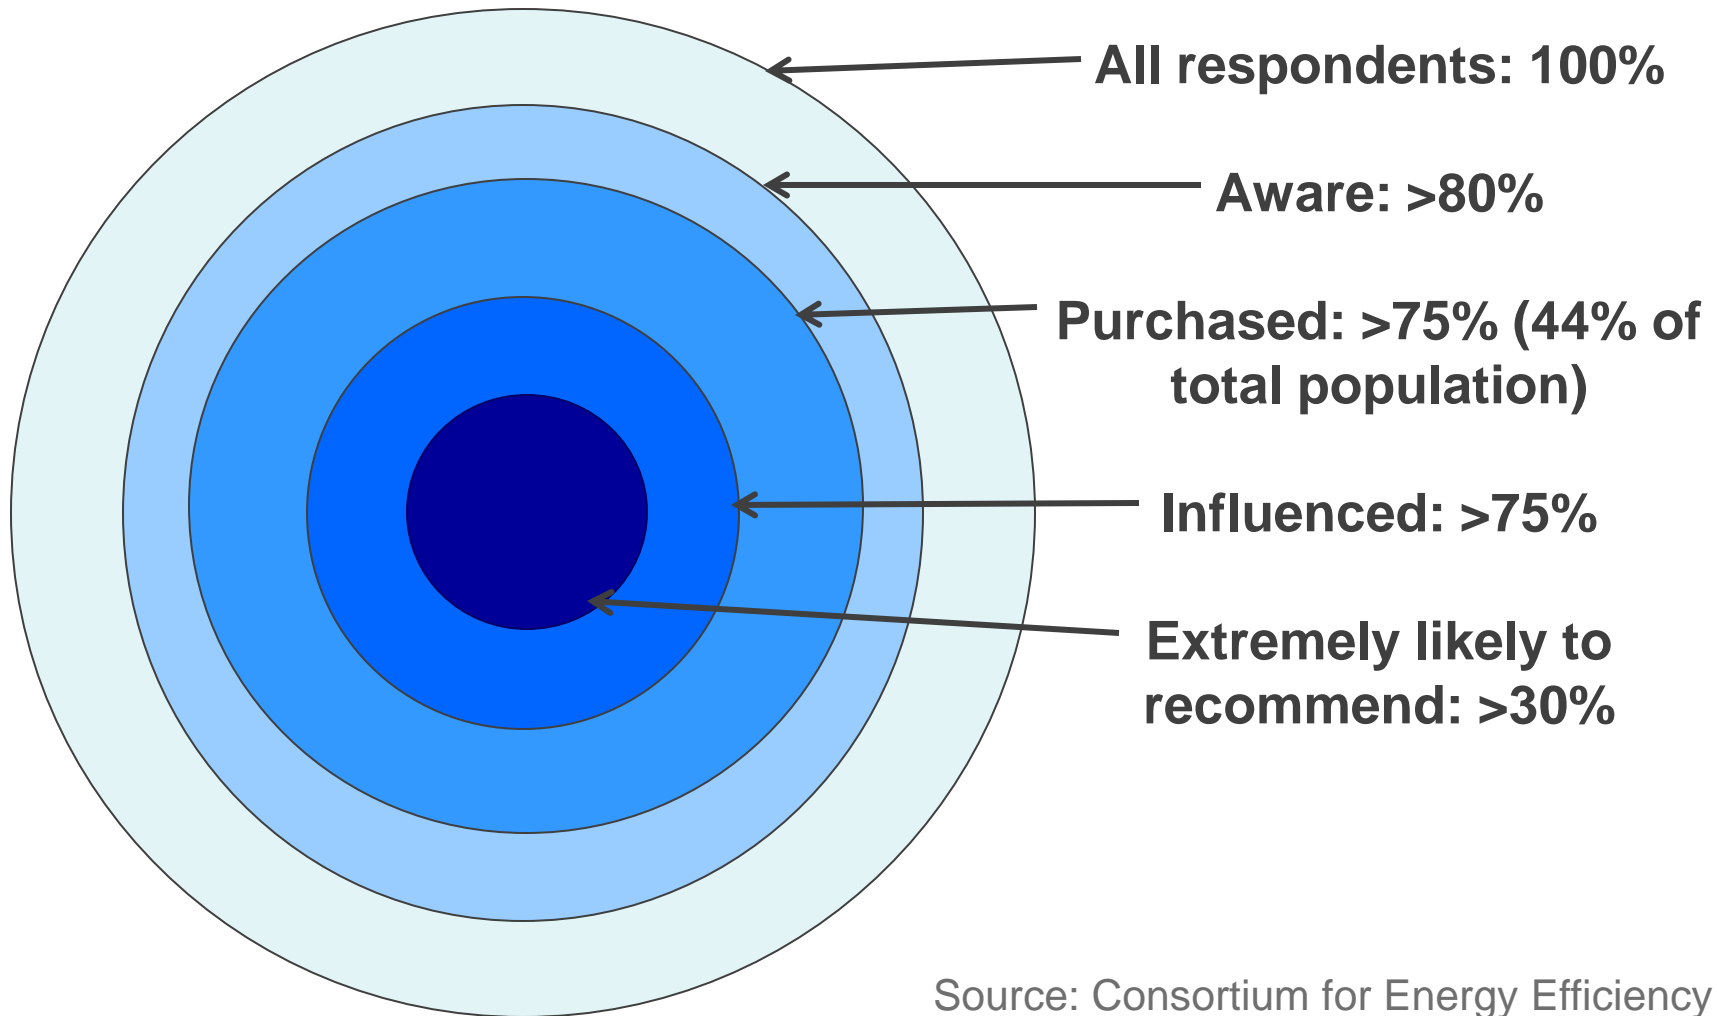 All respondents: 100%
Aware: >80%
Purchased: >75% (44% of
total population)
Influenced: >75%
Extremely likely to
recommend: >30%
Source: Consortium for Energy Efficiency